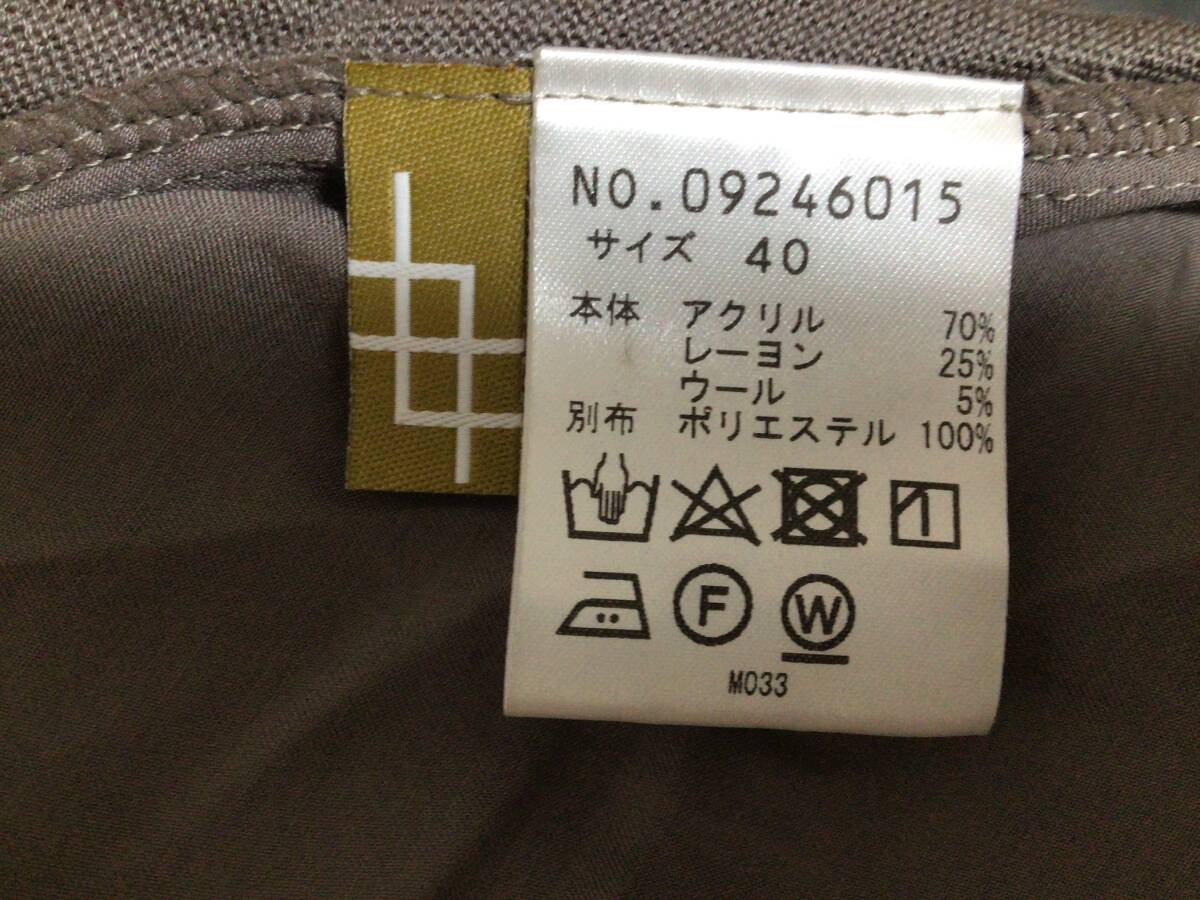 NO.09246015
サイズ 40
本体 アクリル 70%
レーヨン 25%
ウール 5%
別布 ポリエステル 100%
F W
M033